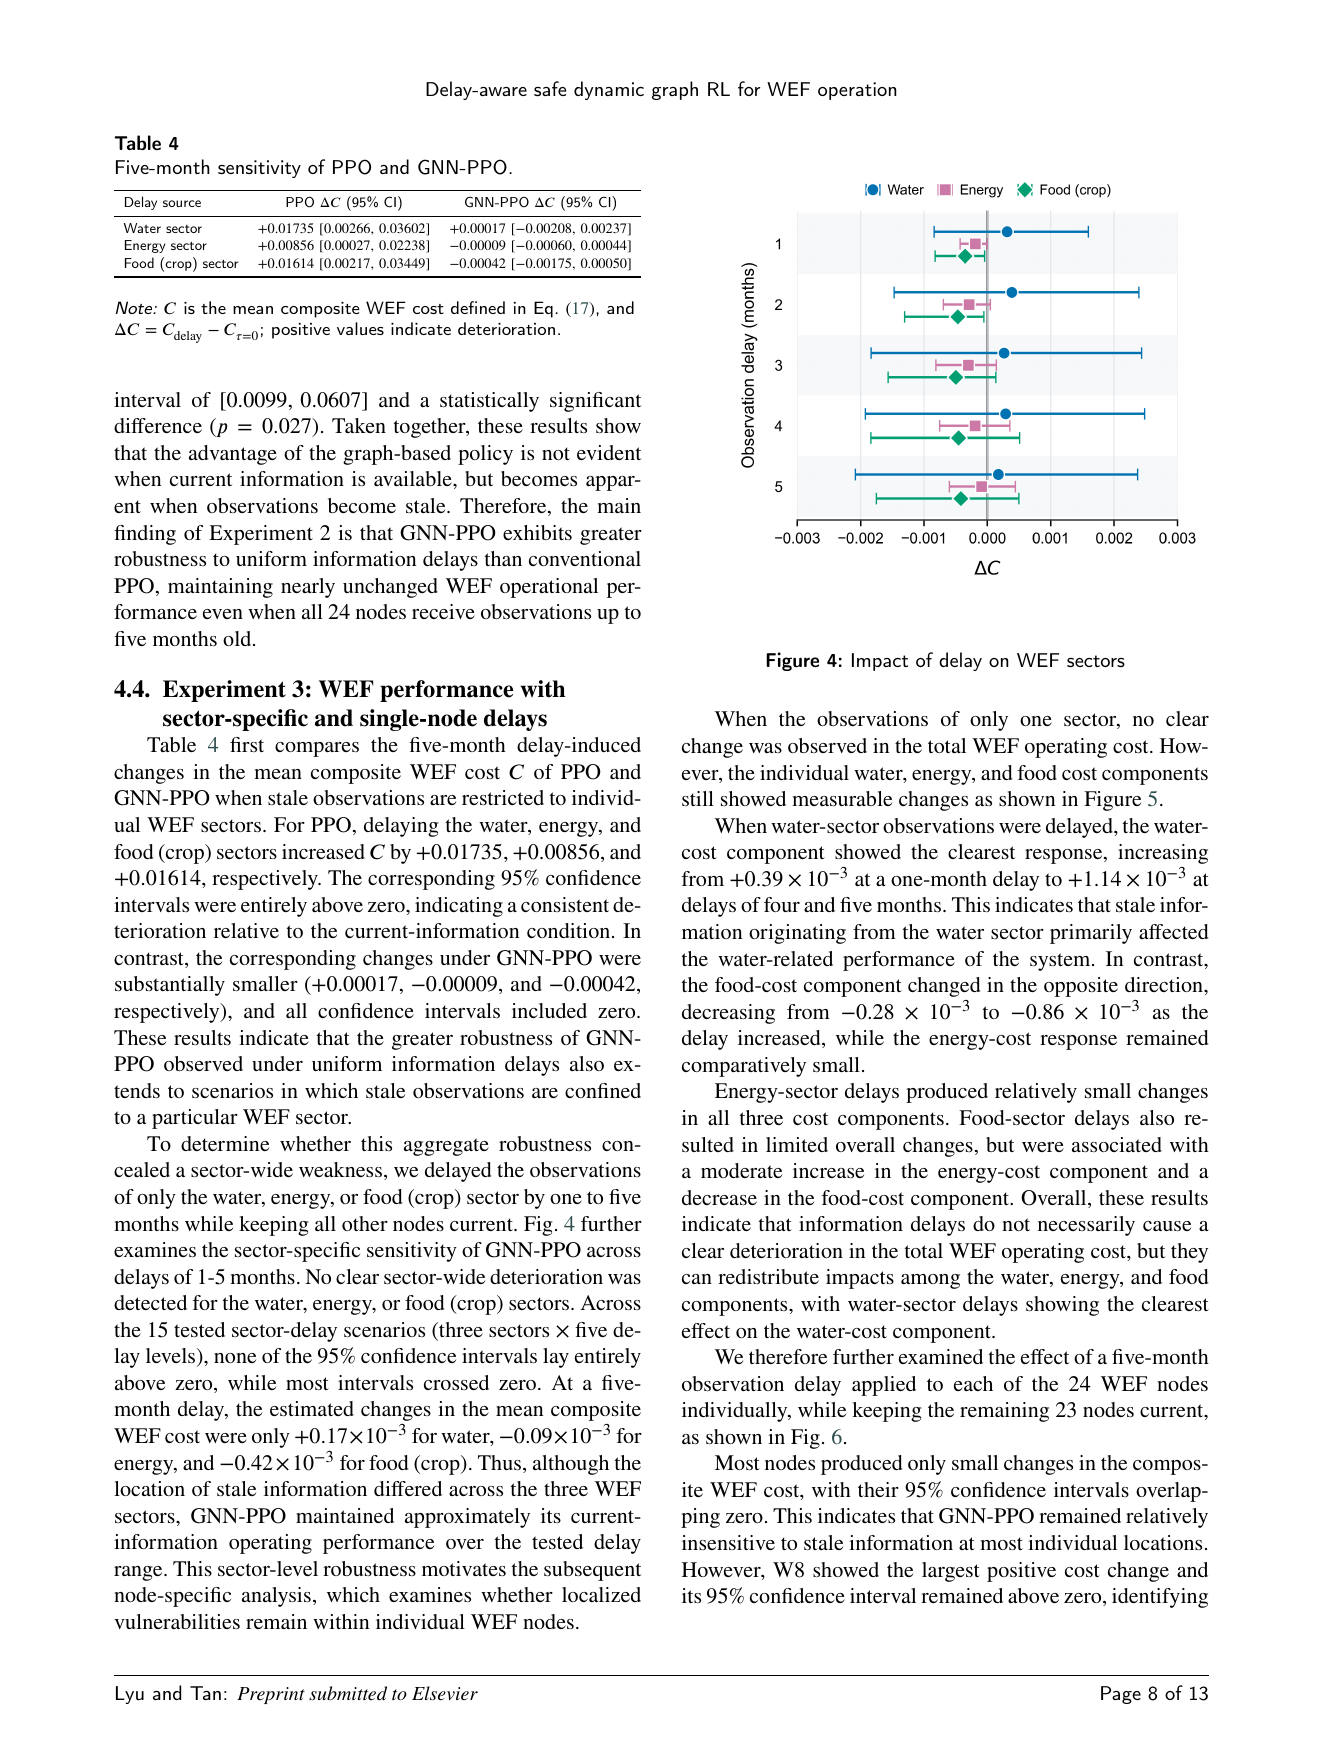 Delay-aware safe dynamic graph RL for WEF operation
Table 4
Five-month sensitivity of PPO and GNN-PPO.
Delay source PPO ΔC (95% CI) GNN-PPO ΔC (95% CI)
Water sector +0.01735 [0.00266, 0.03602] +0.00017 [−0.00208, 0.00237]
Energy sector +0.00856 [0.00027, 0.02238] −0.00009 [−0.00060, 0.00044]
Food (crop) sector +0.01614 [0.00217, 0.03449] −0.00042 [−0.00175, 0.00050]
Note: C is the mean composite WEF cost defined in Eq. (17), and
ΔC = C_delay − C_τ=0; positive values indicate deterioration.
interval of [0.0099, 0.0607] and a statistically significant
difference (p = 0.027). Taken together, these results show
that the advantage of the graph-based policy is not evident
when current information is available, but becomes appar-
ent when observations become stale. Therefore, the main
finding of Experiment 2 is that GNN-PPO exhibits greater
robustness to uniform information delays than conventional
PPO, maintaining nearly unchanged WEF operational per-
formance even when all 24 nodes receive observations up to
five months old.
4.4. Experiment 3: WEF performance with
sector-specific and single-node delays
Table 4 first compares the five-month delay-induced
changes in the mean composite WEF cost C of PPO and
GNN-PPO when stale observations are restricted to individ-
ual WEF sectors. For PPO, delaying the water, energy, and
food (crop) sectors increased C by +0.01735, +0.00856, and
+0.01614, respectively. The corresponding 95% confidence
intervals were entirely above zero, indicating a consistent de-
terioration relative to the current-information condition. In
contrast, the corresponding changes under GNN-PPO were
substantially smaller (+0.00017, −0.00009, and −0.00042,
respectively), and all confidence intervals included zero.
These results indicate that the greater robustness of GNN-
PPO observed under uniform information delays also ex-
tends to scenarios in which stale observations are confined
to a particular WEF sector.
To determine whether this aggregate robustness con-
cealed a sector-wide weakness, we delayed the observations
of only the water, energy, or food (crop) sector by one to five
months while keeping all other nodes current. Fig. 4 further
examines the sector-specific sensitivity of GNN-PPO across
delays of 1-5 months. No clear sector-wide deterioration was
detected for the water, energy, or food (crop) sectors. Across
the 15 tested sector-delay scenarios (three sectors × five de-
lay levels), none of the 95% confidence intervals lay entirely
above zero, while most intervals crossed zero. At a five-
month delay, the estimated changes in the mean composite
WEF cost were only +0.17×10⁻³ for water, −0.09×10⁻³ for
energy, and −0.42×10⁻³ for food (crop). Thus, although the
location of stale information differed across the three WEF
sectors, GNN-PPO maintained approximately its current-
information operating performance over the tested delay
range. This sector-level robustness motivates the subsequent
node-specific analysis, which examines whether localized
vulnerabilities remain within individual WEF nodes.
Water Energy Food (crop)
Observation delay (months)
1
2
3
4
5
−0.003 −0.002 −0.001 0.000 0.001 0.002 0.003
ΔC
Figure 4: Impact of delay on WEF sectors
When the observations of only one sector, no clear
change was observed in the total WEF operating cost. How-
ever, the individual water, energy, and food cost components
still showed measurable changes as shown in Figure 5.
When water-sector observations were delayed, the water-
cost component showed the clearest response, increasing
from +0.39 × 10⁻³ at a one-month delay to +1.14 × 10⁻³ at
delays of four and five months. This indicates that stale infor-
mation originating from the water sector primarily affected
the water-related performance of the system. In contrast,
the food-cost component changed in the opposite direction,
decreasing from −0.28 × 10⁻³ to −0.86 × 10⁻³ as the
delay increased, while the energy-cost response remained
comparatively small.
Energy-sector delays produced relatively small changes
in all three cost components. Food-sector delays also re-
sulted in limited overall changes, but were associated with
a moderate increase in the energy-cost component and a
decrease in the food-cost component. Overall, these results
indicate that information delays do not necessarily cause a
clear deterioration in the total WEF operating cost, but they
can redistribute impacts among the water, energy, and food
components, with water-sector delays showing the clearest
effect on the water-cost component.
We therefore further examined the effect of a five-month
observation delay applied to each of the 24 WEF nodes
individually, while keeping the remaining 23 nodes current,
as shown in Fig. 6.
Most nodes produced only small changes in the compos-
ite WEF cost, with their 95% confidence intervals overlap-
ping zero. This indicates that GNN-PPO remained relatively
insensitive to stale information at most individual locations.
However, W8 showed the largest positive cost change and
its 95% confidence interval remained above zero, identifying
Lyu and Tan: Preprint submitted to Elsevier
Page 8 of 13